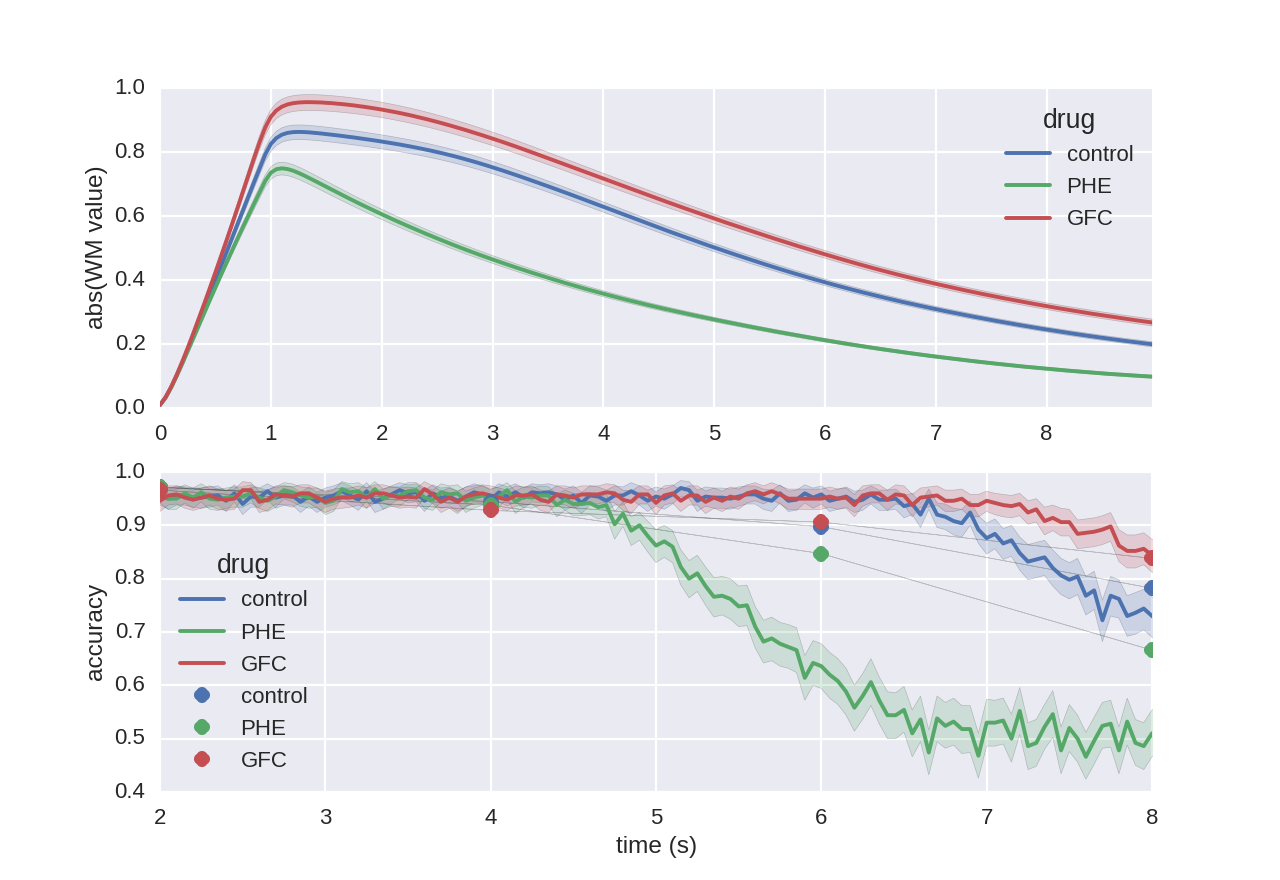 abs(WM value)
1.0
0.8
0.6
0.4
0.2
0.0
drug
control
PHE
GFC
0 1 2 3 4 5 6 7 8
accuracy
1.0
0.9
0.8
0.7
0.6
0.5
0.4
drug
control
PHE
GFC
control
PHE
GFC
2 3 4 5 6 7 8
time (s)